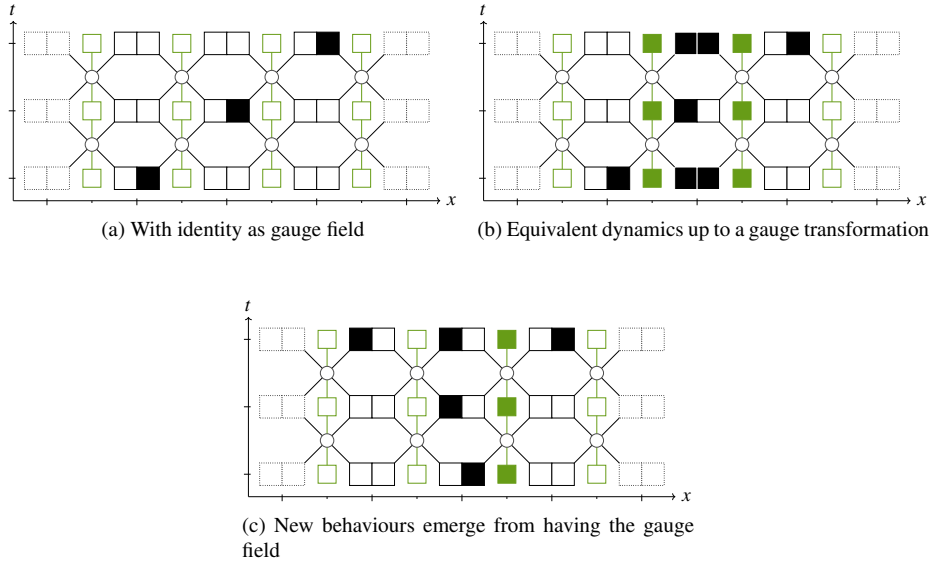 t
t
x
x
(a) With identity as gauge field
(b) Equivalent dynamics up to a gauge transformation
t
x
(c) New behaviours emerge from having the gauge
field